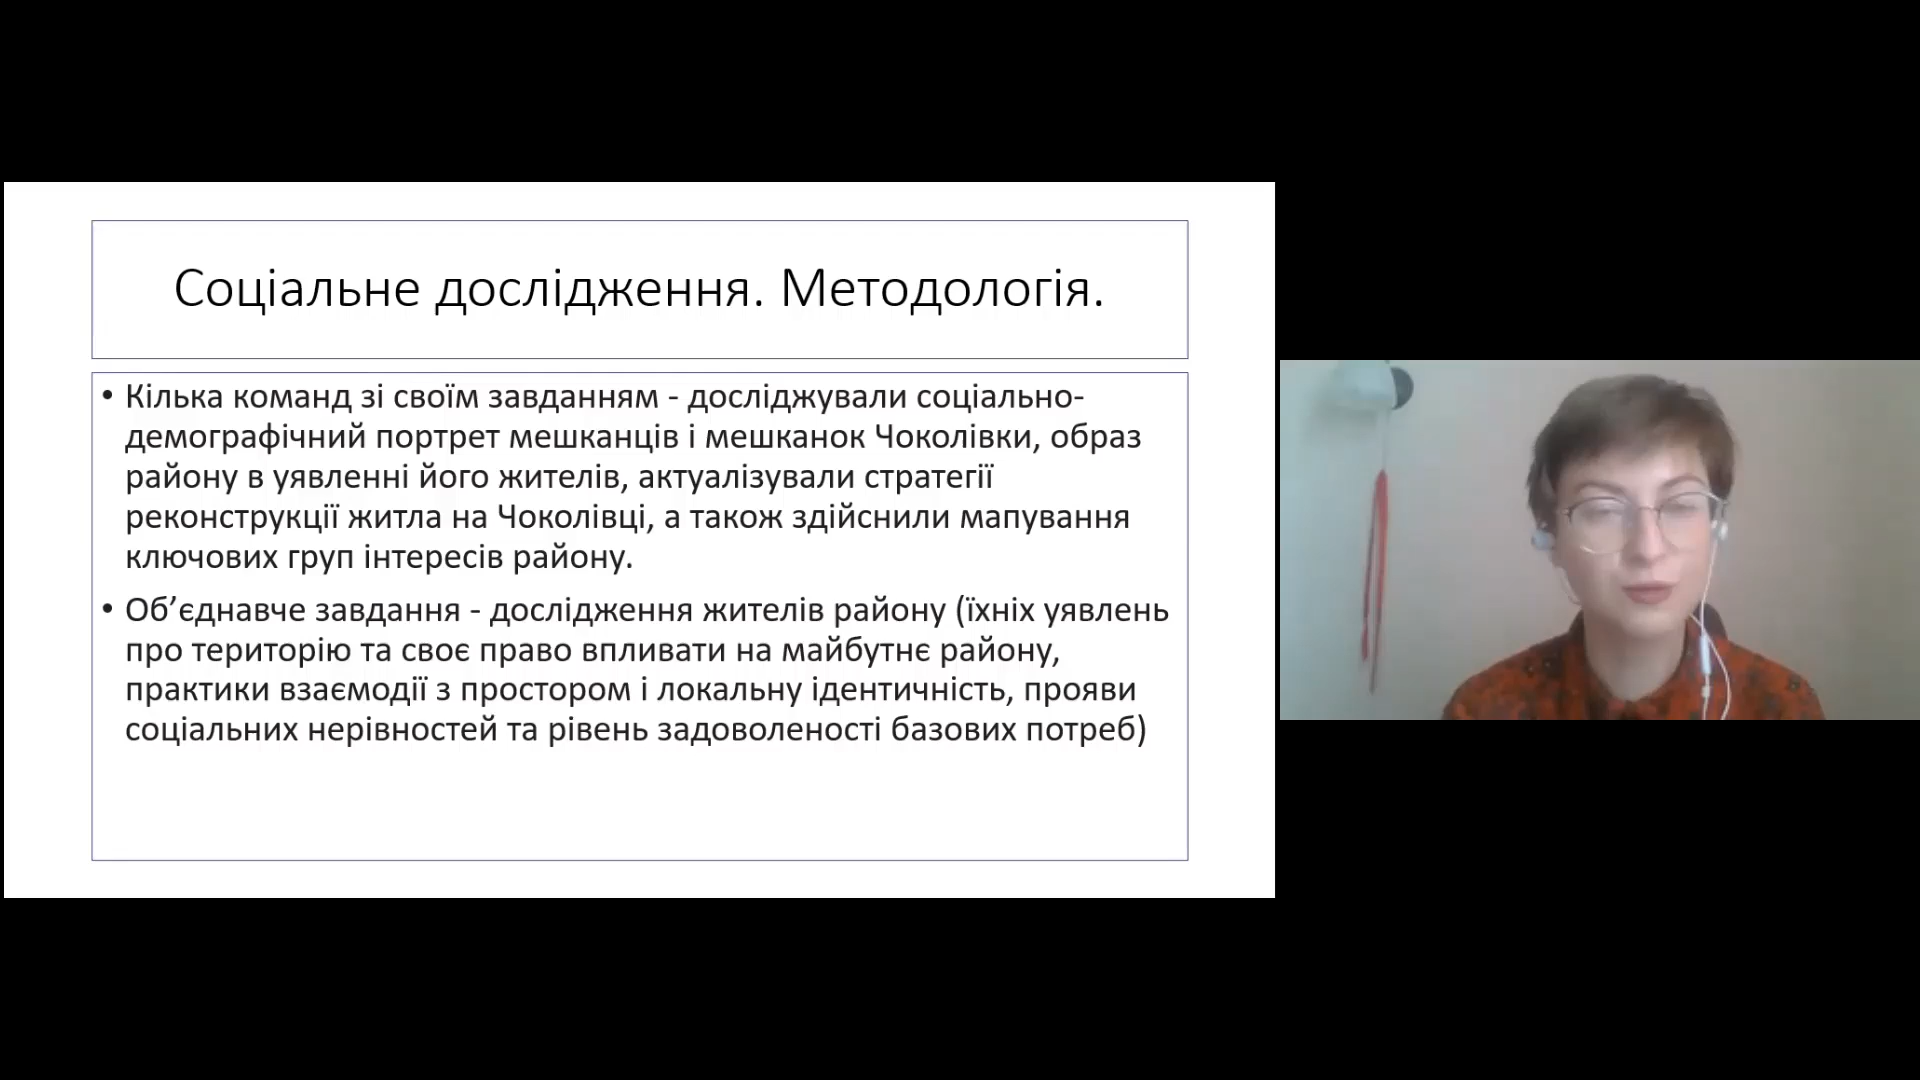 Соціальне дослідження. Методологія.
• Кілька команд зі своїм завданням - досліджували соціально-
демографічний портрет мешканців і мешканок Чоколівки, образ
району в уявленні його жителів, актуалізували стратегії
реконструкції житла на Чоколівці, а також здійснили мапування
ключових груп інтересів району.
• Об’єднавче завдання - дослідження жителів району (їхніх уявлень
про територію та своє право впливати на майбутнє району,
практики взаємодії з простором і локальну ідентичність, прояви
соціальних нерівностей та рівень задоволеності базових потреб)